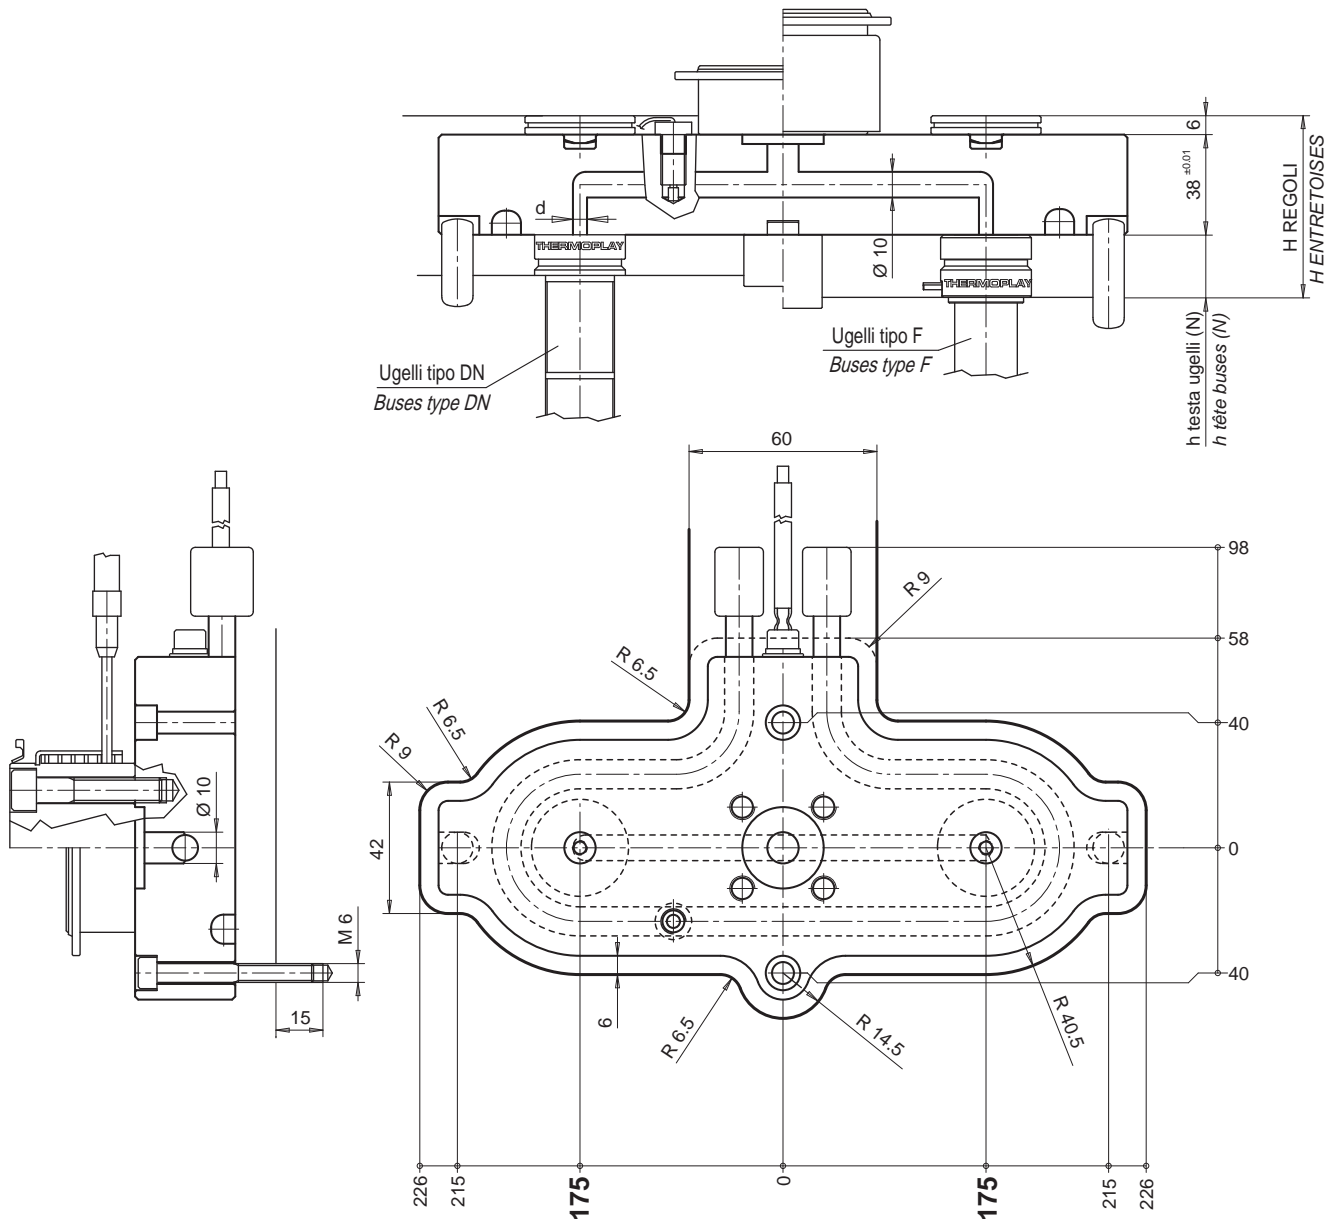 6
38 ±0.01
H REGOLI
H ENTRETOISES
d
Ø 10
THERMOPLAY
THERMOPLAY
Ugelli tipo DN
Buses type DN
Ugelli tipo F
Buses type F
h testa ugelli (N)
h tête buses (N)
60
98
R 9
58
R 6.5
R 6.5
R 9
40
Ø 10
42
0
M 6
15
6
R 6.5
R 14.5
R 40.5
40
226
215
175
0
175
215
226